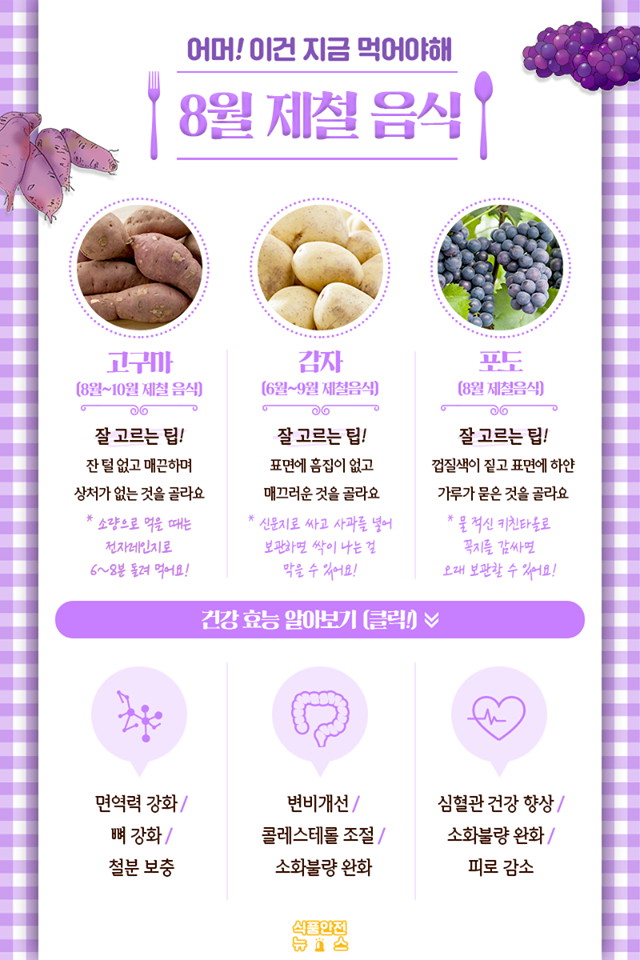 어머! 이건 지금 먹어야해
8월 제철 음식
고구마
(8월~10월 제철 음식)
잘 고르는 팁!
잔 털 없고 매끈하며
상처가 없는 것을 골라요
* 소량으로 먹을 때는
전자레인지로
6~8분 돌려 먹어요!
감자
(6월~9월 제철음식)
잘 고르는 팁!
표면에 흠집이 없고
매끄러운 것을 골라요
* 신문지로 싸고 사과를 넣어
보관하면 싹이 나는 걸
막을 수 있어요!
포도
(8월 제철음식)
잘 고르는 팁!
껍질색이 짙고 표면에 하얀
가루가 묻은 것을 골라요
* 물 적신 키친타올로
꼭지를 감싸면
오래 보관할 수 있어요!
건강 효능 알아보기 (클릭!)
면역력 강화 /
뼈 강화 /
철분 보충
변비개선 /
콜레스테롤 조절 /
소화불량 완화
심혈관 건강 향상 /
소화불량 완화 /
피로 감소
식품안전
뉴스